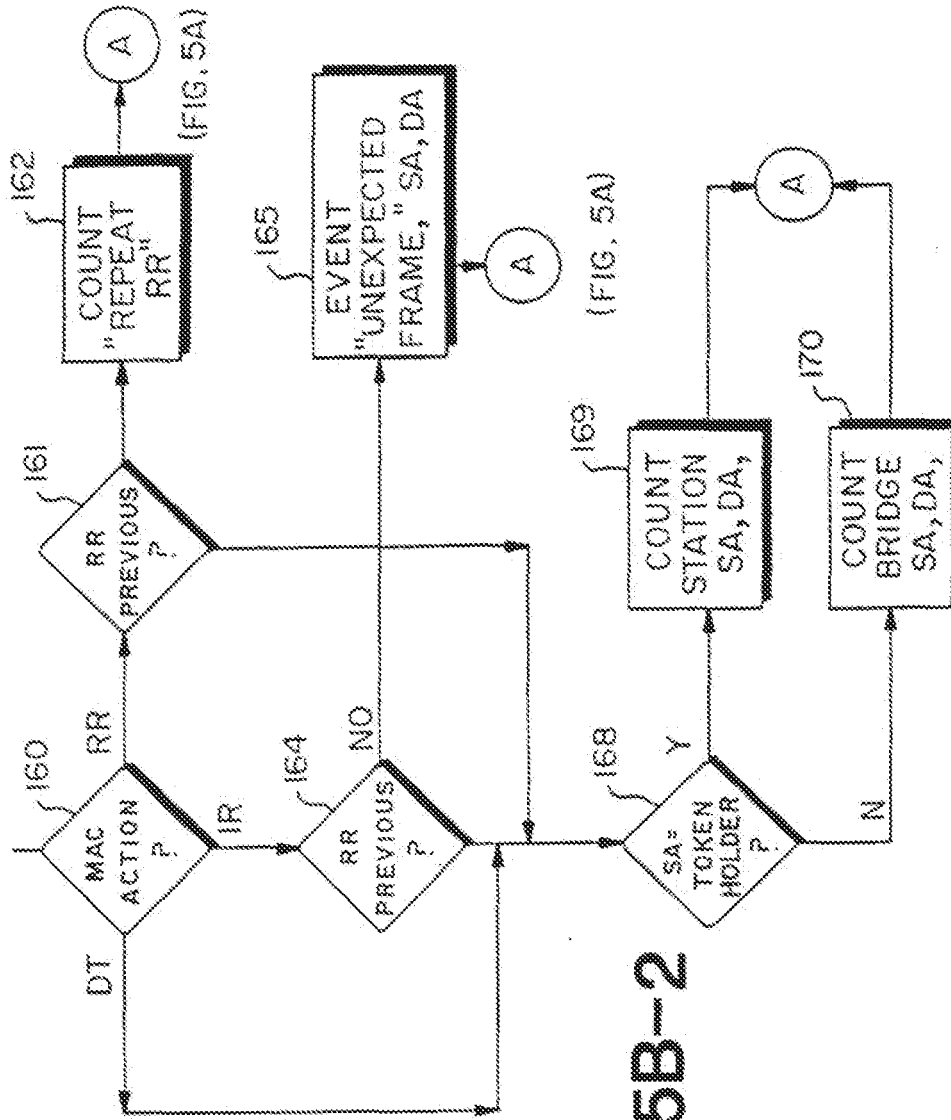 160
MAC
ACTION
?
RR
DT
IR
161
RR
PREVIOUS
?
162
COUNT
"REPEAT
RR"
A
(FIG. 5A)
164
RR
PREVIOUS
?
NO
165
EVENT
"UNEXPECTED
FRAME," SA, DA
A
(FIG. 5A)
168
SA=
TOKEN
HOLDER
?
Y
N
169
COUNT
STATION
SA, DA,
170
COUNT
BRIDGE
SA, DA,
A
5B-2